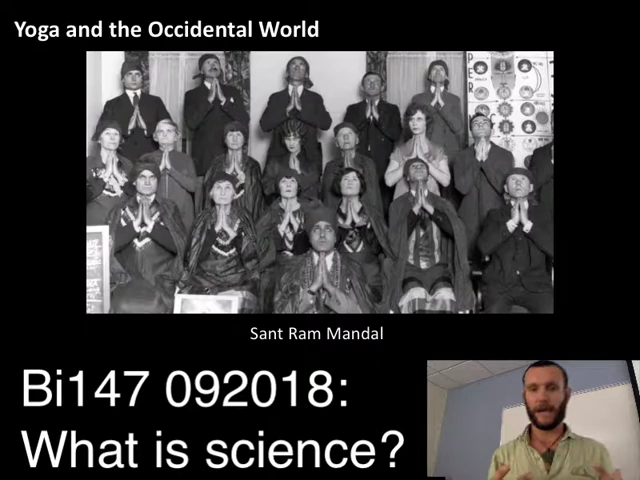 Yoga and the Occidental World
Sant Ram Mandal
Bi147 092018:
What is science?